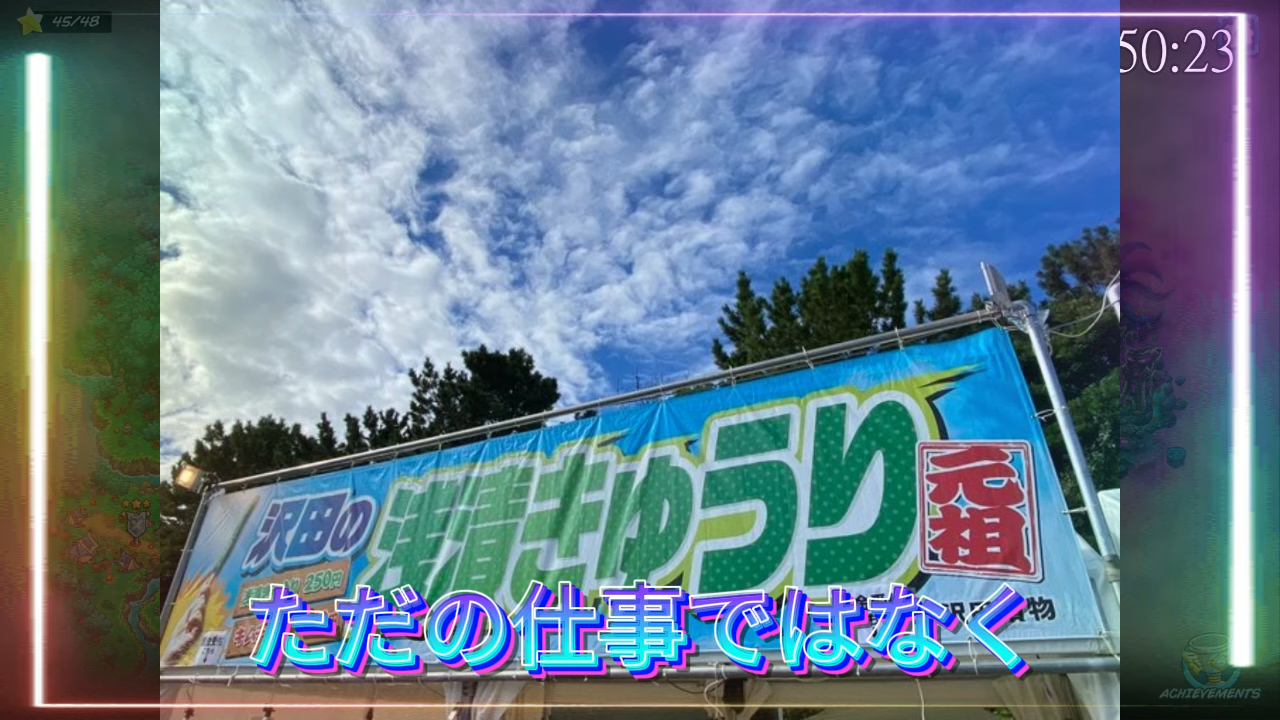 45/48
50:23
沢田の
浅漬きゅうり
元祖
250円
ただの仕事ではなく
物
ACHIEVEMENTS